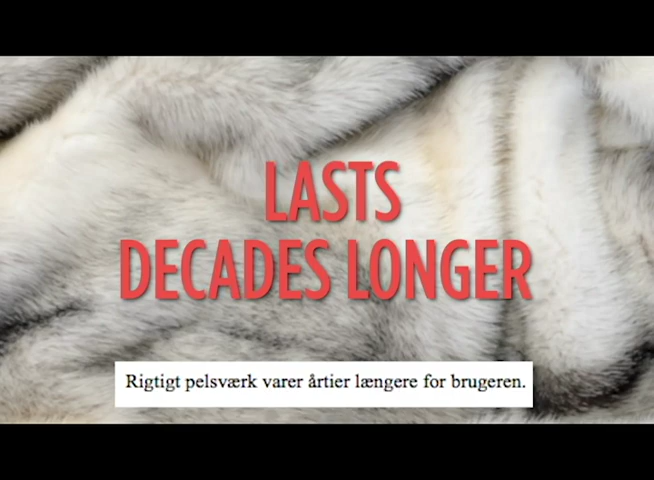 LASTS
DECADES LONGER
Rigtigt pelsværk varer årtier længere for brugeren.